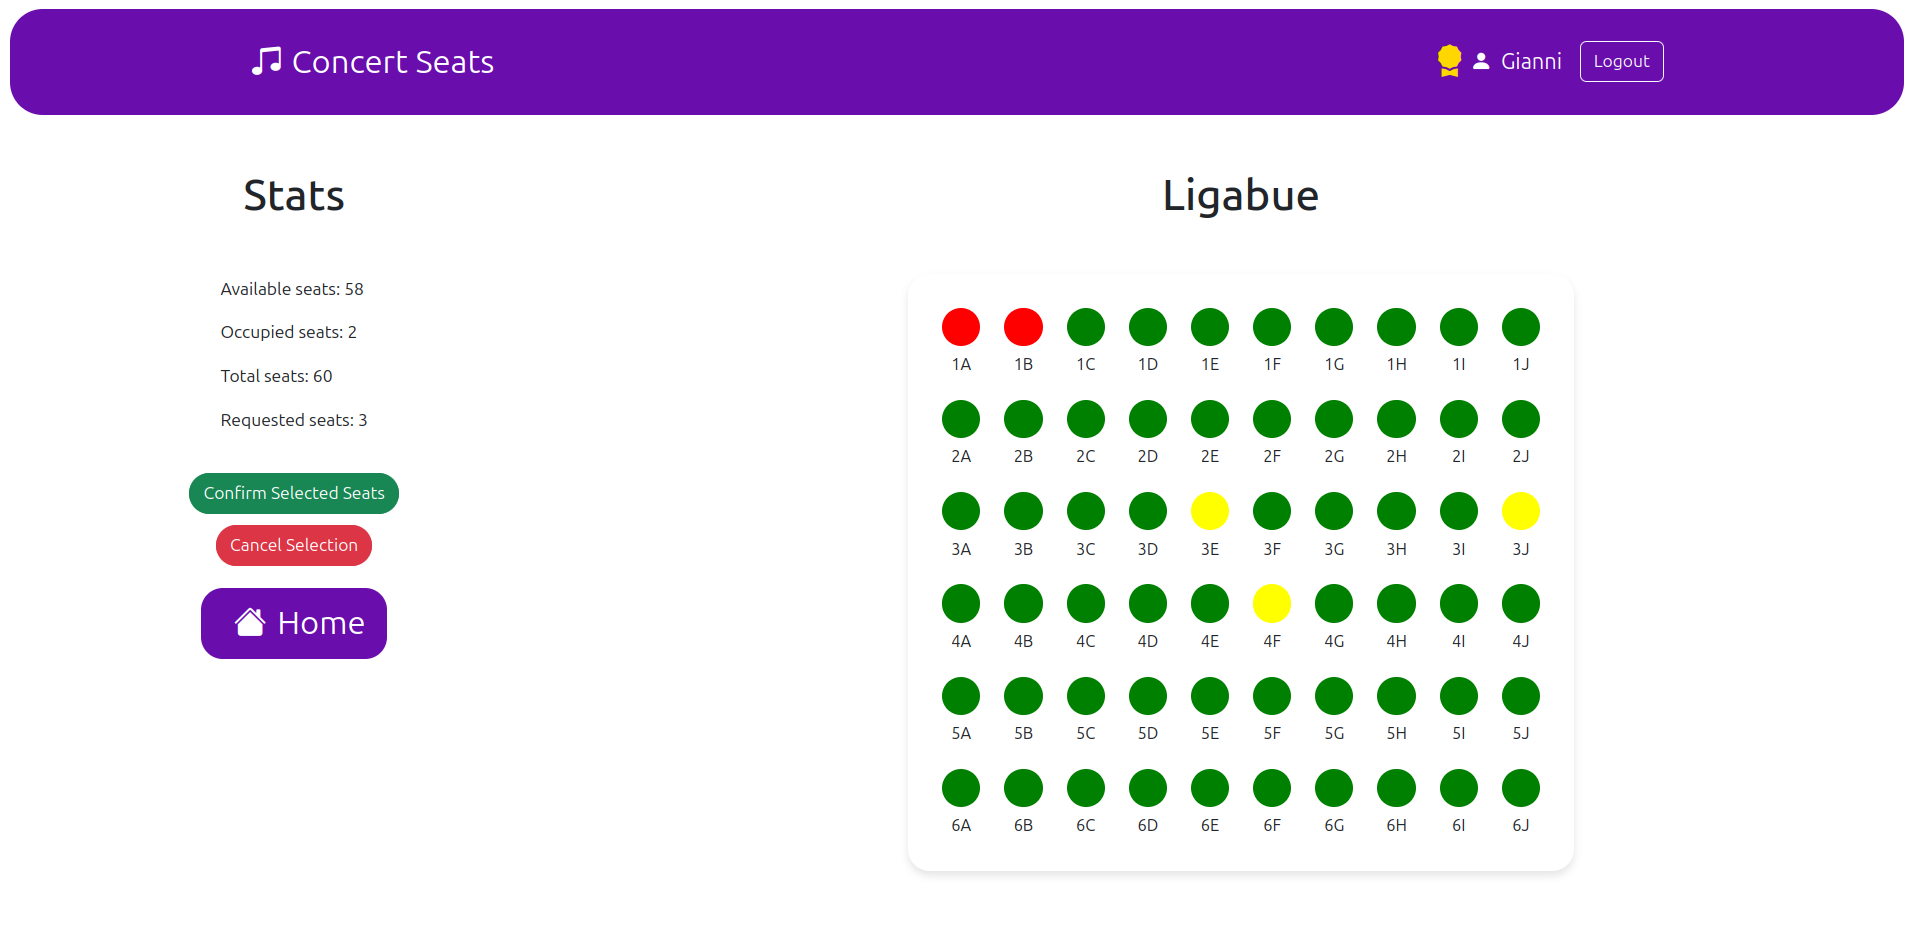 Concert Seats
Gianni
Logout
Stats
Available seats: 58
Occupied seats: 2
Total seats: 60
Requested seats: 3
Confirm Selected Seats
Cancel Selection
Home
Ligabue
1A 1B 1C 1D 1E 1F 1G 1H 1I 1J
2A 2B 2C 2D 2E 2F 2G 2H 2I 2J
3A 3B 3C 3D 3E 3F 3G 3H 3I 3J
4A 4B 4C 4D 4E 4F 4G 4H 4I 4J
5A 5B 5C 5D 5E 5F 5G 5H 5I 5J
6A 6B 6C 6D 6E 6F 6G 6H 6I 6J